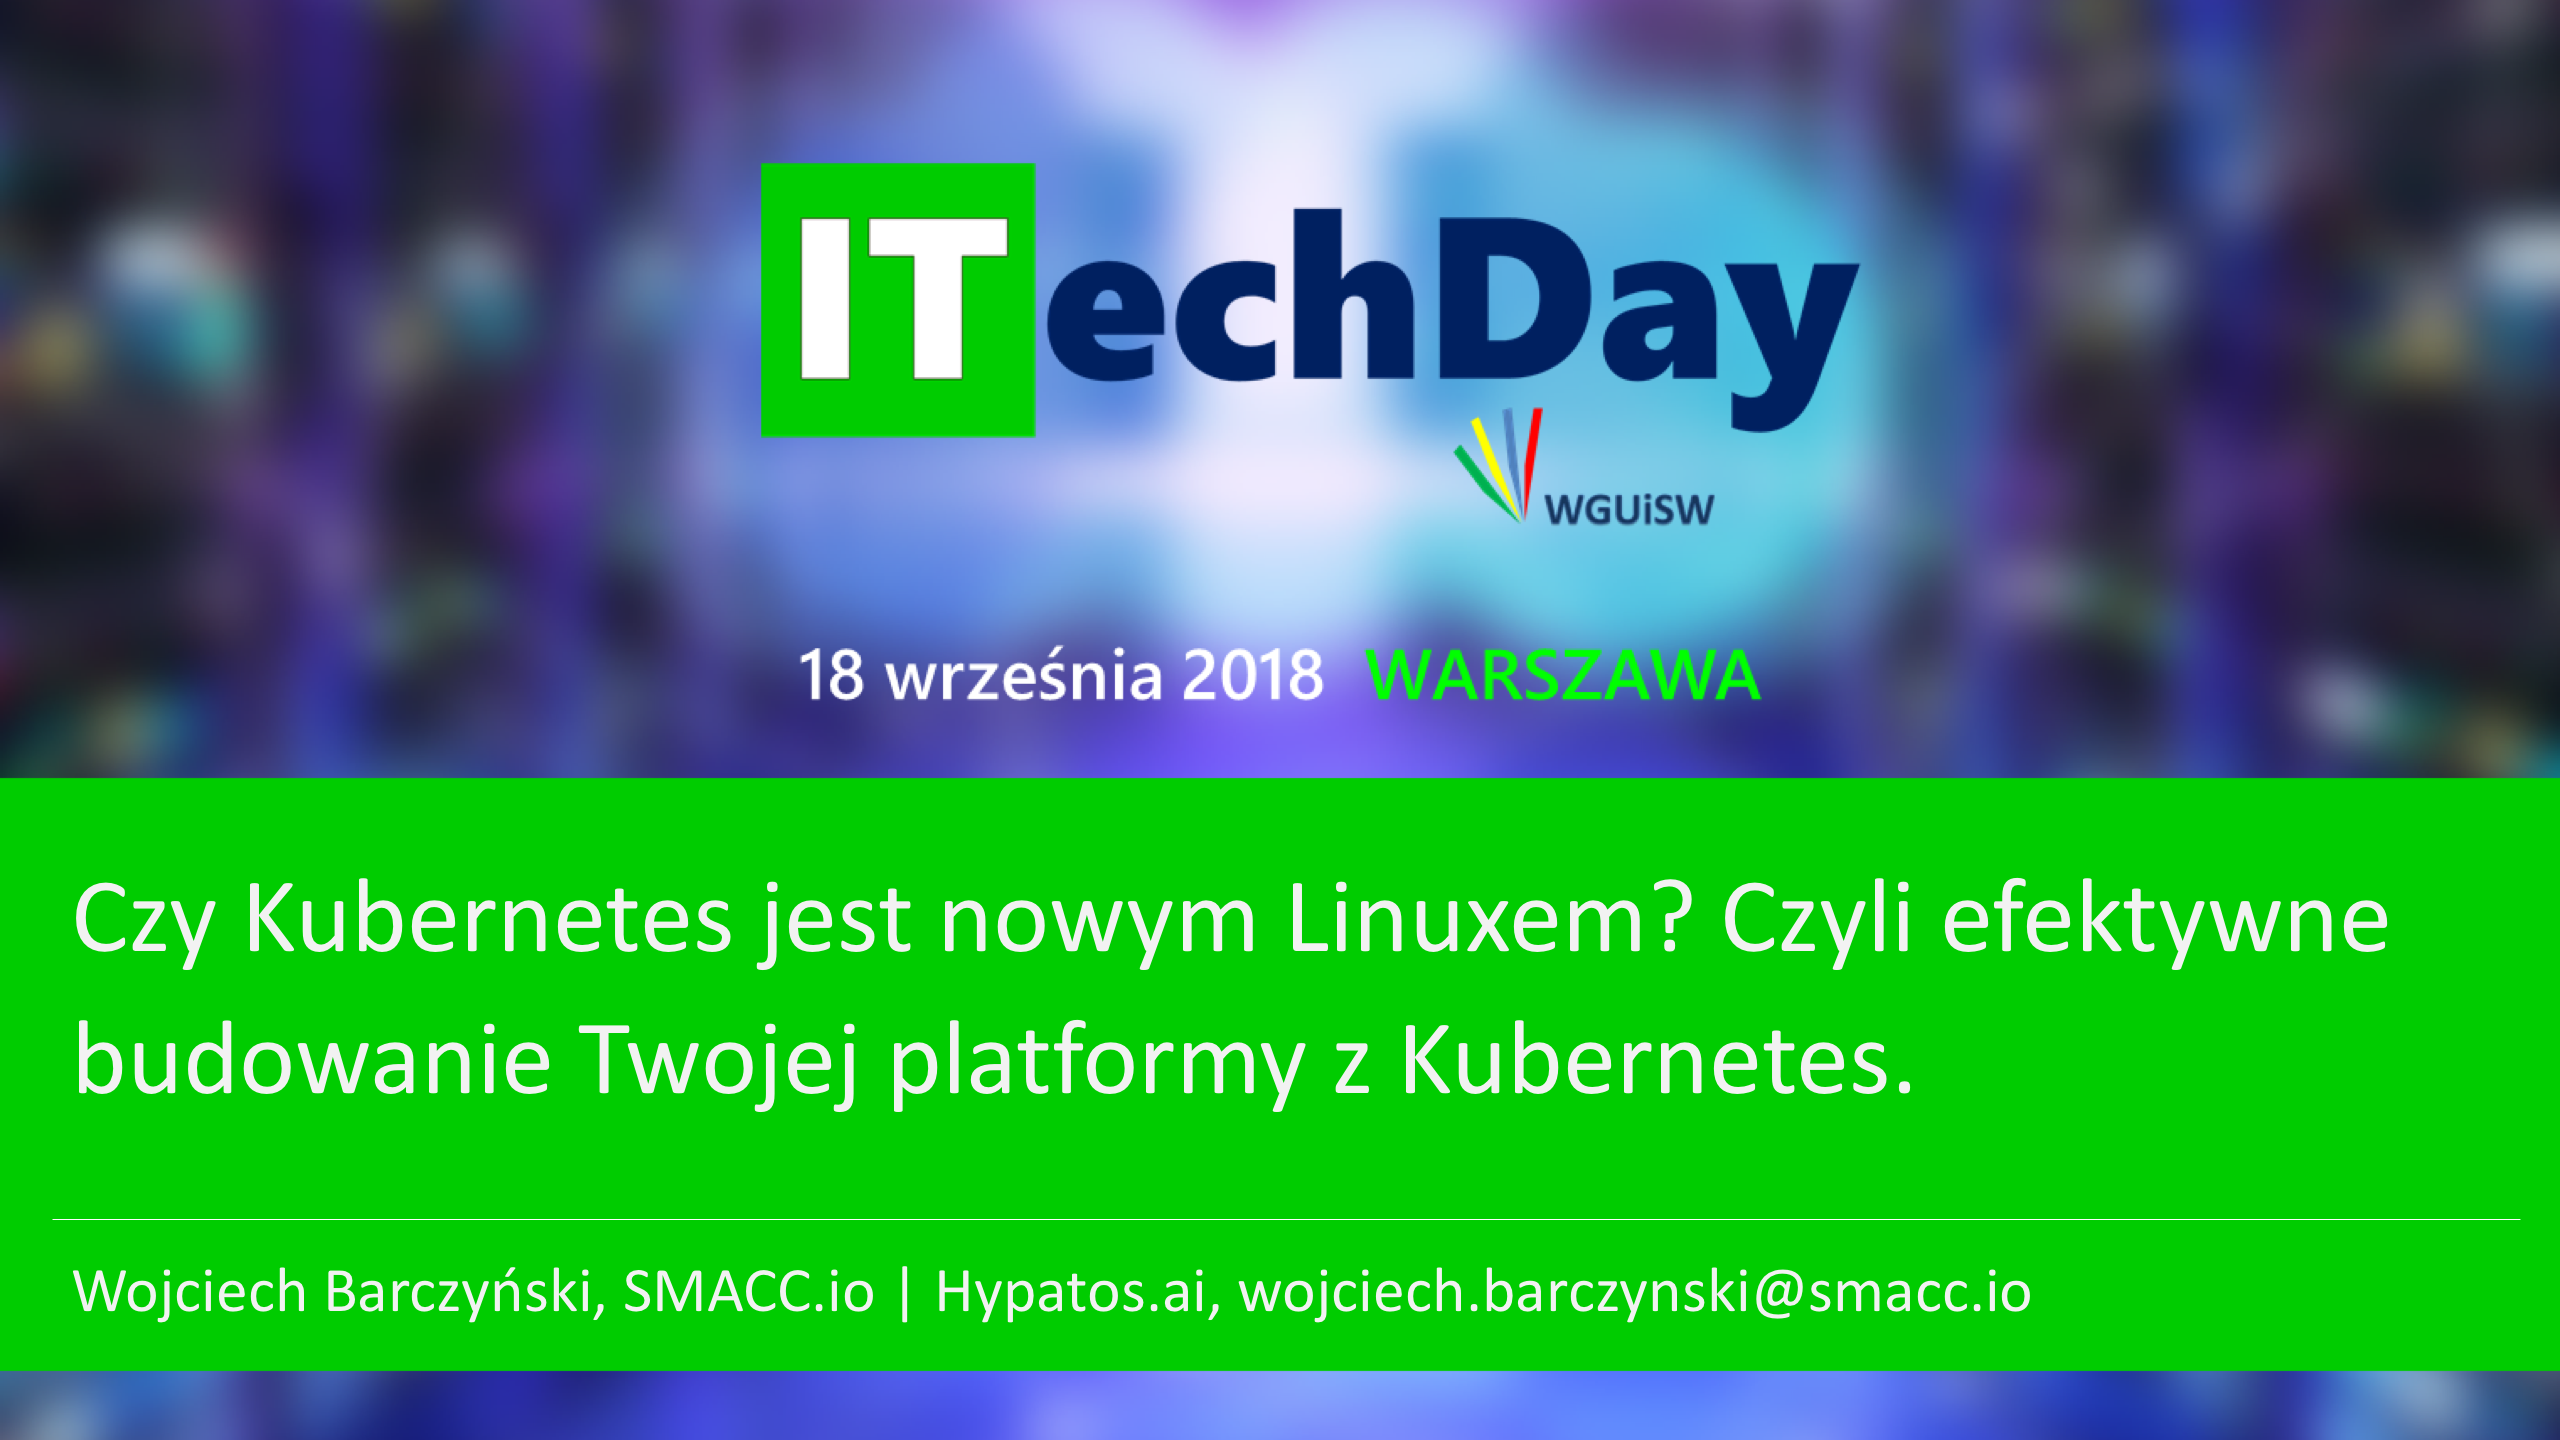 ITechDay
WGUiSW
18 września 2018 WARSZAWA
Czy Kubernetes jest nowym Linuxem? Czyli efektywne
budowanie Twojej platformy z Kubernetes.
Wojciech Barczyński, SMACC.io | Hypatos.ai, wojciech.barczynski@smacc.io